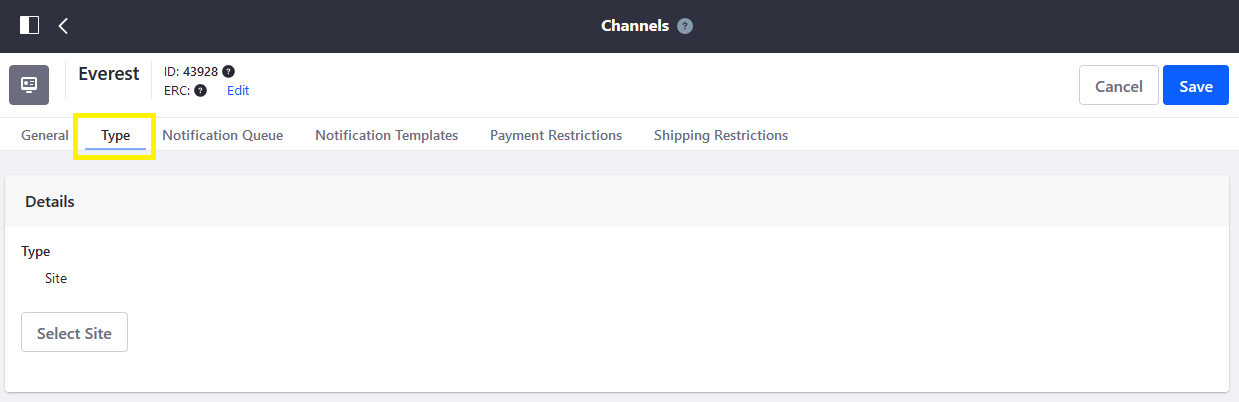 Channels ?
Everest
ID: 43928 ?
ERC: ? Edit
Cancel Save
General Type Notification Queue Notification Templates Payment Restrictions Shipping Restrictions
Details
Type
Site
Select Site